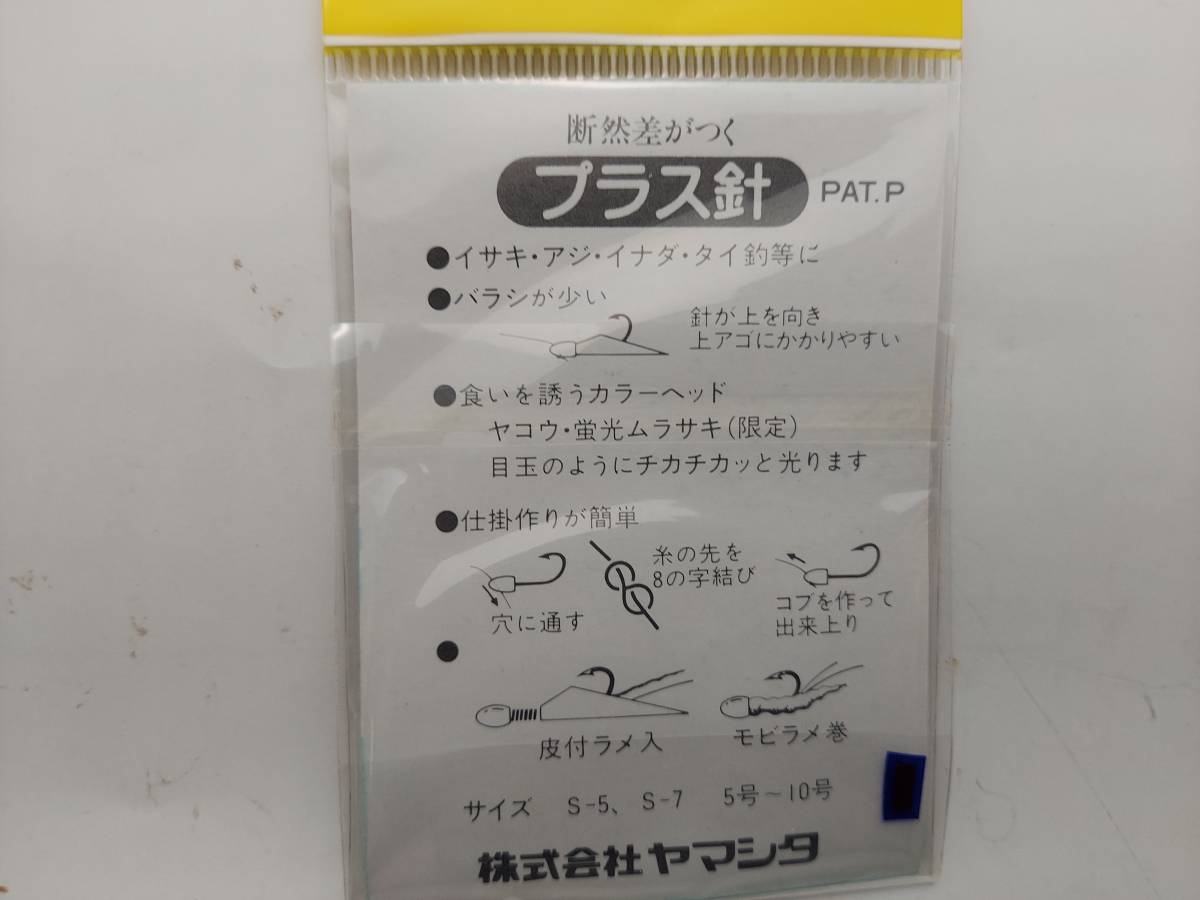 断然差がつく
プラス針 PAT.P
●イサキ・アジ・イナダ・タイ釣等に
●バラシが少い
針が上を向き
上アゴにかかりやすい
●食いを誘うカラーヘッド
ヤコウ・蛍光ムラサキ(限定)
目玉のようにチカチカッと光ります
●仕掛作りが簡単
穴に通す
糸の先を
8の字結び
コブを作って
出来上り
●
皮付ラメ入
モビラメ巻
サイズ S-5、S-7 5号~10号
株式会社ヤマシタ